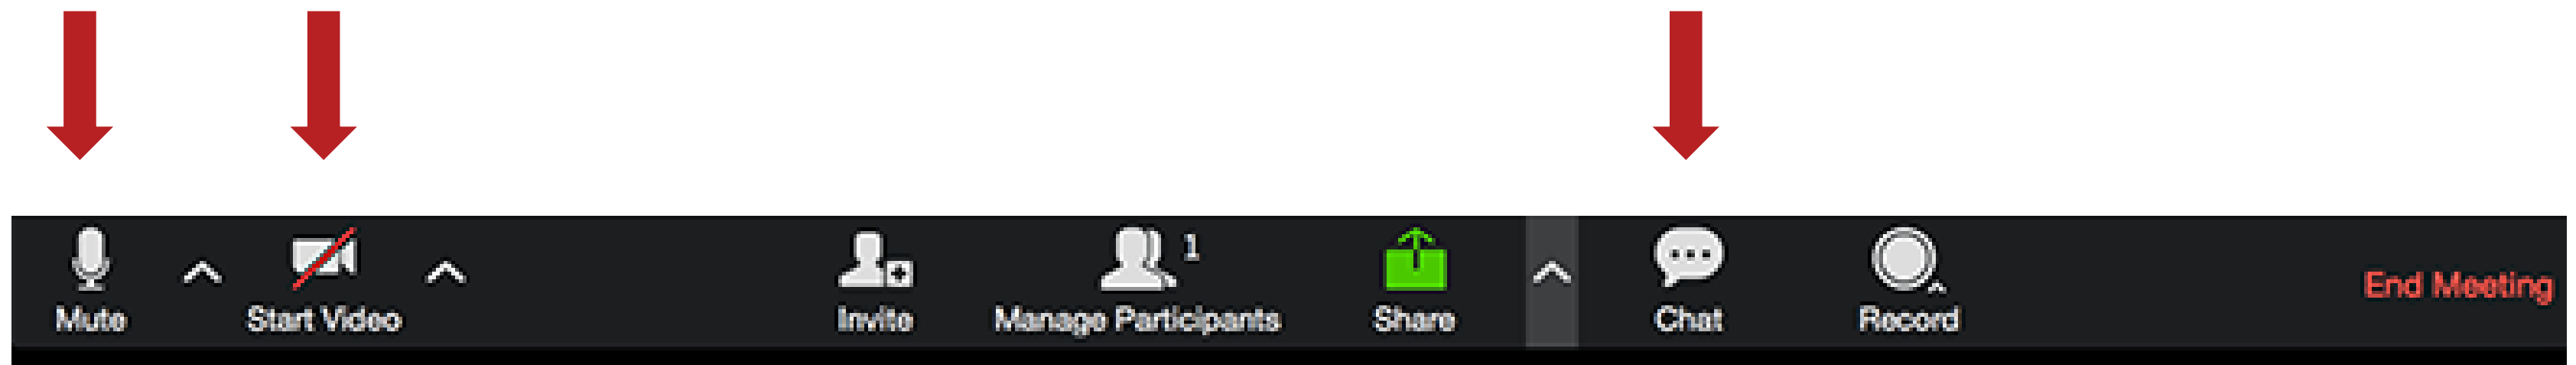 1
Mute
Start Video
Invite
Manage Participants
Share
Chat
Record
End Meeting